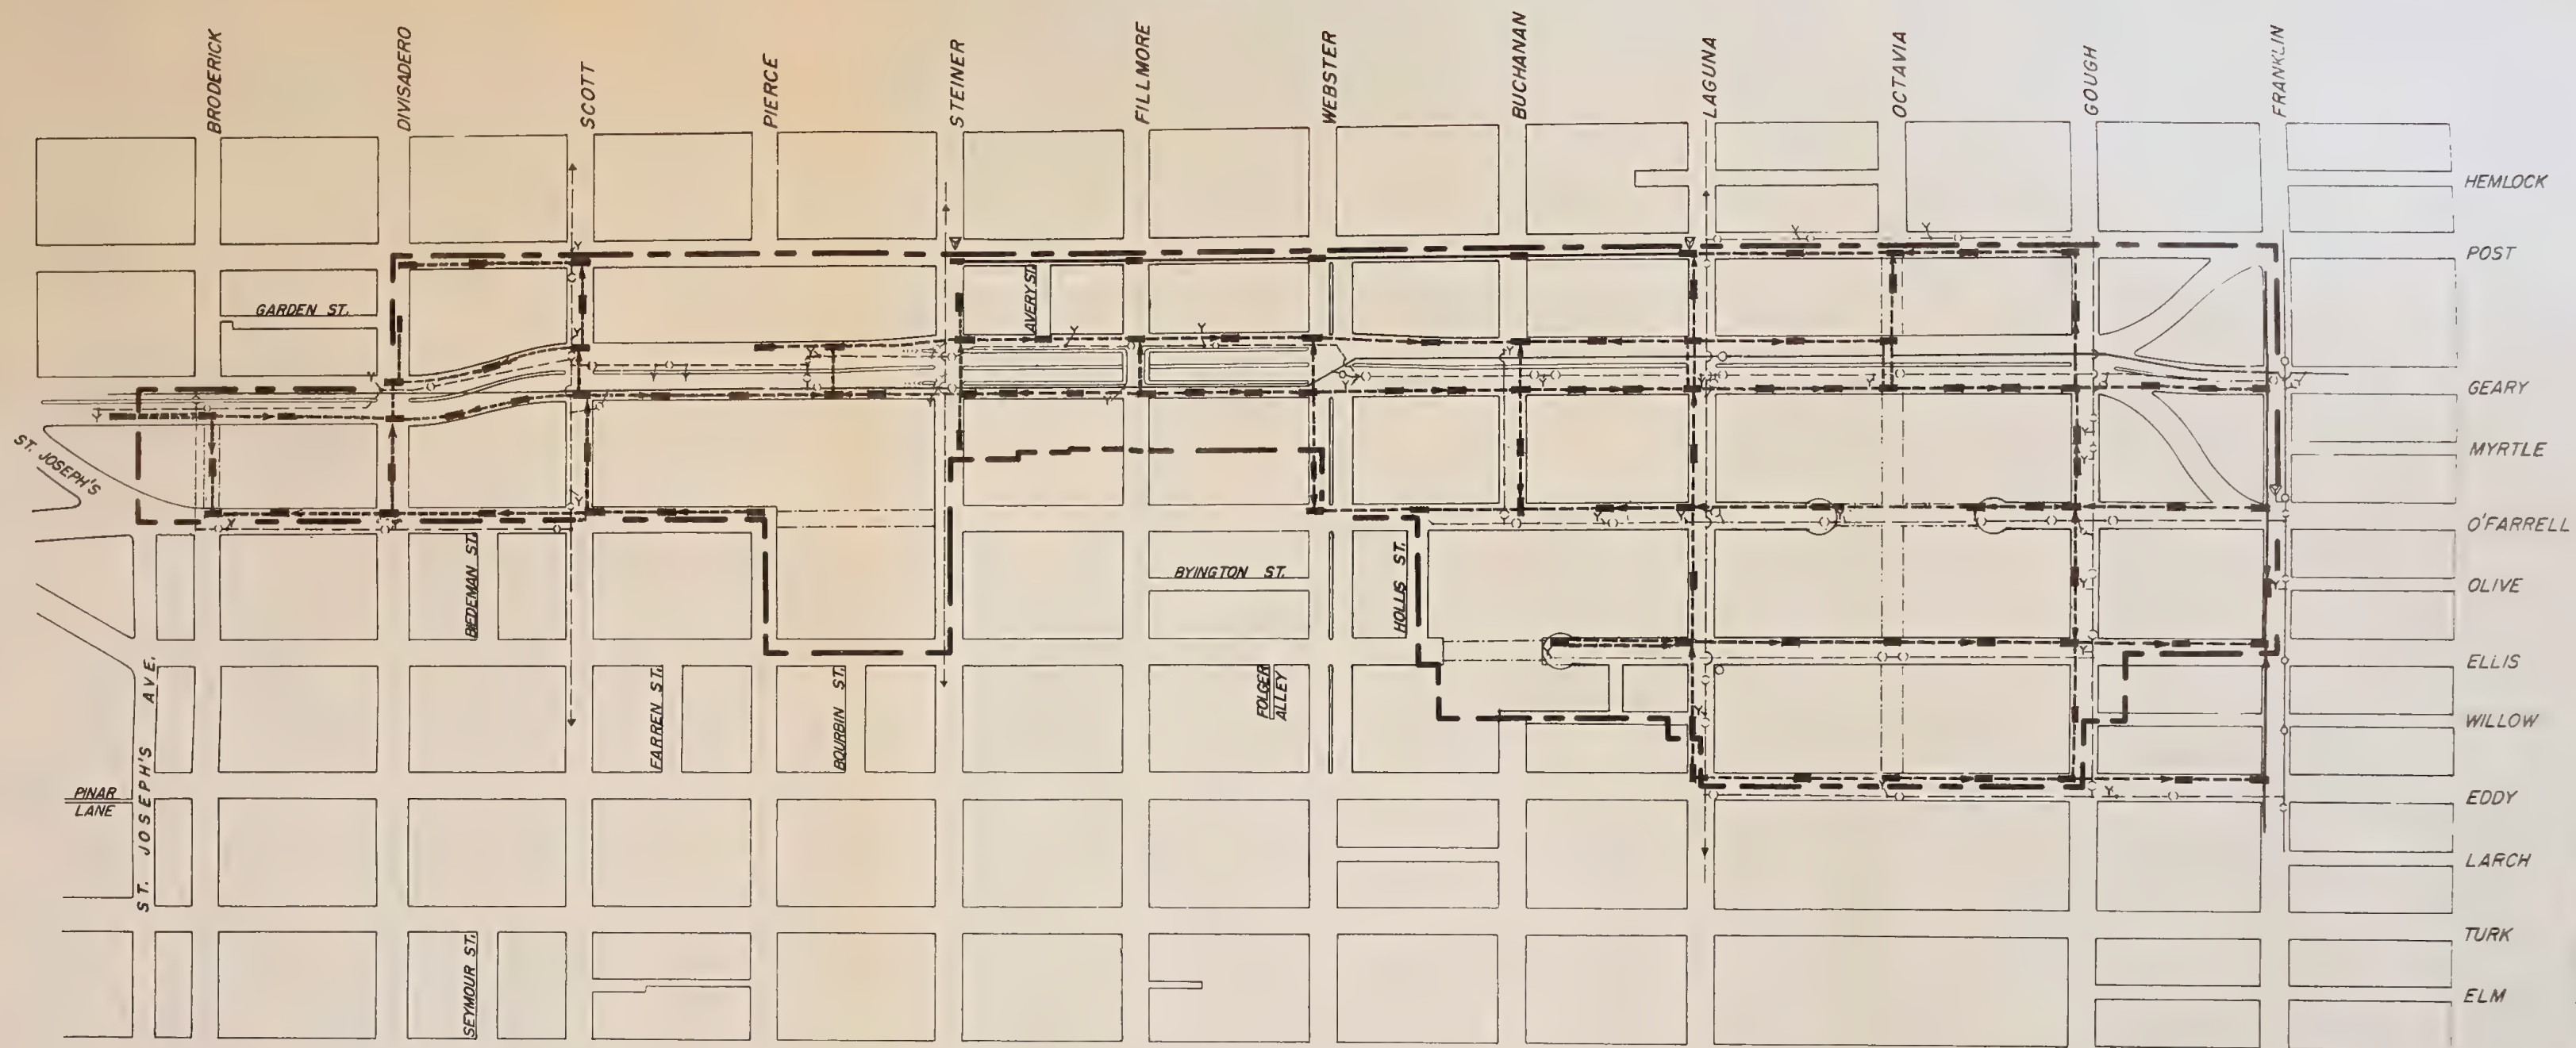 BRODERICK
DIVISADERO
SCOTT
PIERCE
STEINER
FILLMORE
WEBSTER
BUCHANAN
LAGUNA
OCTAVIA
GOUGH
FRANKLIN
HEMLOCK
POST
GARDEN ST.
AVERY ST.
GEARY
MYRTLE
ST. JOSEPH'S
O'FARRELL
BIEDEMAN ST.
BYINGTON ST.
HOLLIS ST.
OLIVE
ELLIS
ST. JOSEPH'S AVE.
FARREN ST.
BOURBIN ST.
FOLGER
ALLEY
WILLOW
PINAR
LANE
EDDY
LARCH
TURK
SEYMOUR ST.
ELM